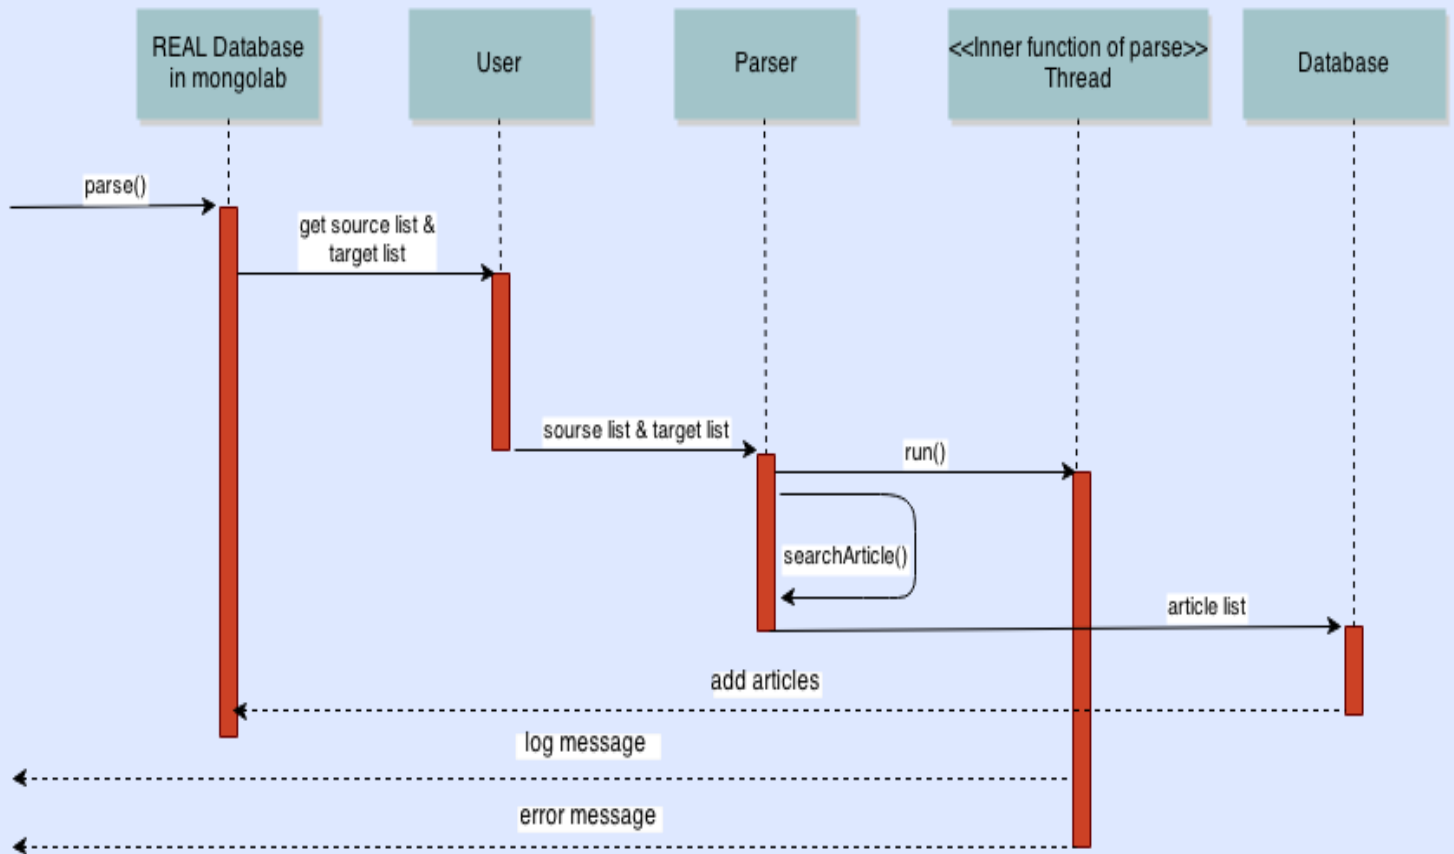 REAL Database
in mongolab
User
Parser
<<Inner function of parse>>
Thread
Database
parse()
get source list &
target list
sourse list & target list
run()
searchArticle()
article list
add articles
log message
error message